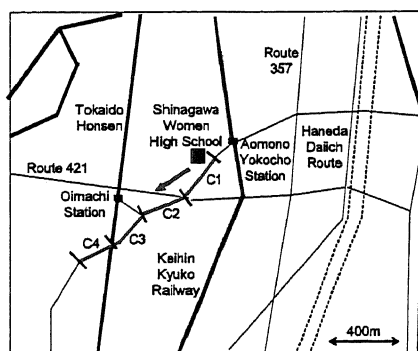 Route
357
Tokaido
Honsen
Shinagawa
Women
High School
Aomono
Yokocho
Station
Haneda
Daiich
Route
Route 421
C1
Oimachi
Station
C2
C3
C4
Keihin
Kyuko
Railway
400m